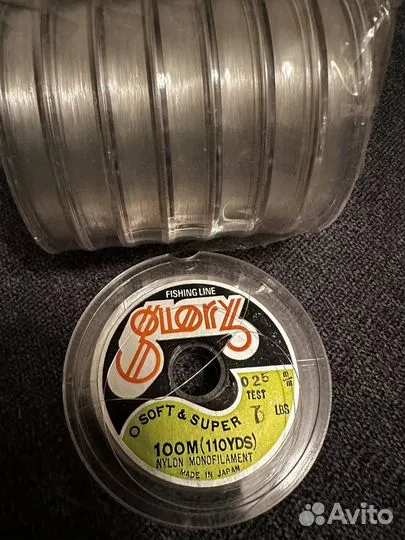 FISHING LINE
Glory
025 m/m
TEST
7 LBS
SOFT & SUPER
100M (110YDS)
NYLON MONOFILAMENT
MADE IN JAPAN
Avito